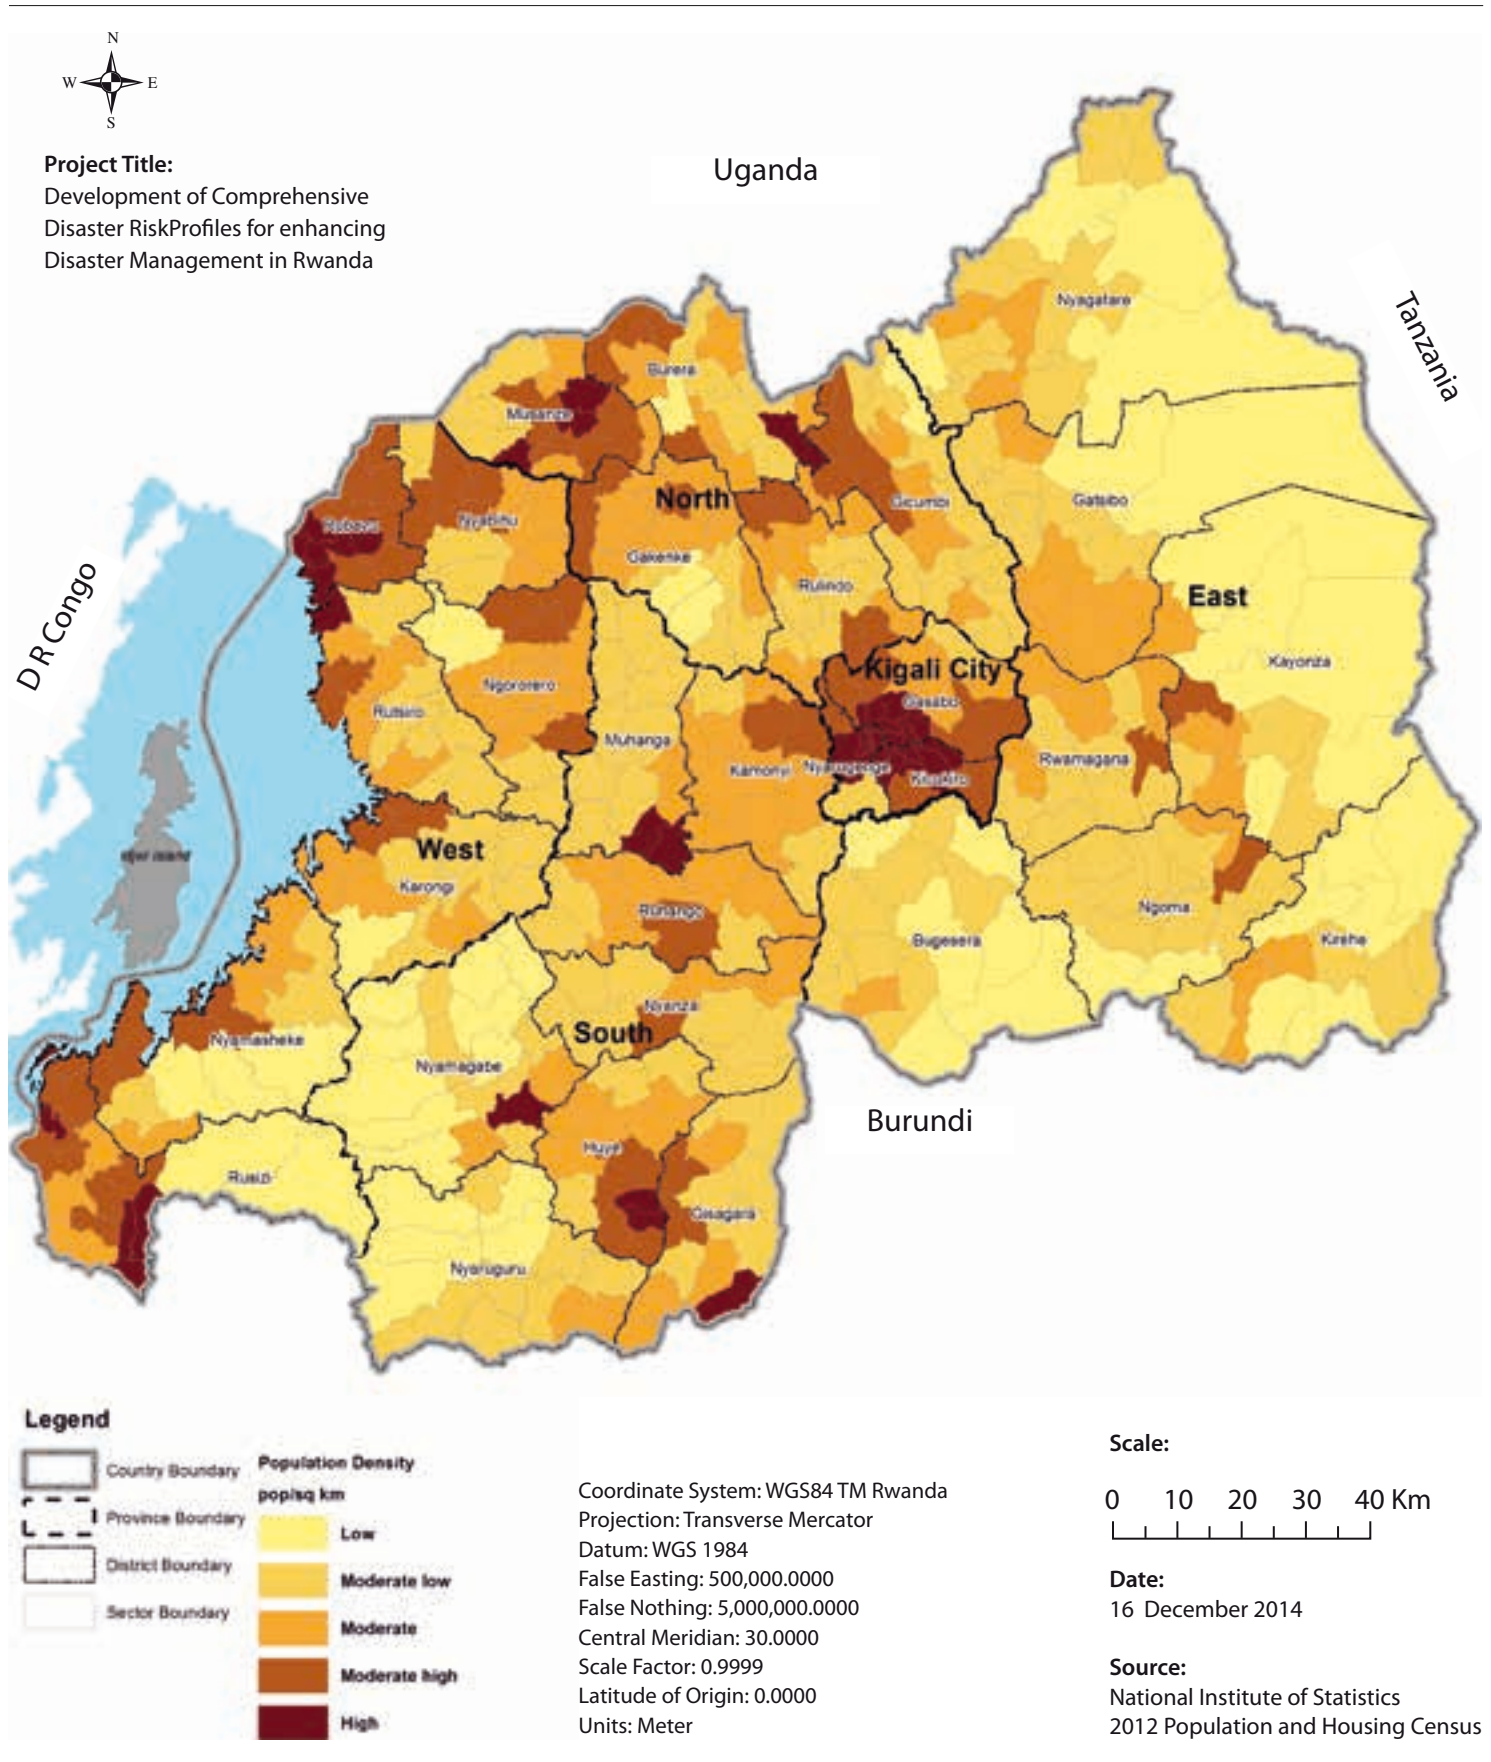 N
W E
S
Project Title:
Development of Comprehensive
Disaster RiskProfiles for enhancing
Disaster Management in Rwanda
Uganda
Tanzania
D R Congo
Burundi
Nyagatare
Burera
Musanze
North
Gatsibo
Gicumbi
Rubavu
Nyabihu
Gakenke
Rulindo
East
Kigali City
Kayonza
Ngororero
Gasabo
Rutsiro
Muhanga
Rwamagana
Kamonyi
Nyarugenge
Kicukiro
West
Idjwi Island
Karongi
Ruhango
Ngoma
Bugesera
Kirehe
Nyanza
South
Nyamasheke
Nyamagabe
Huye
Rusizi
Gisagara
Nyaruguru
Legend
Country Boundary
Province Boundary
District Boundary
Sector Boundary
Population Density
pop/sq km
Low
Moderate low
Moderate
Moderate high
High
Coordinate System: WGS84 TM Rwanda
Projection: Transverse Mercator
Datum: WGS 1984
False Easting: 500,000.0000
False Nothing: 5,000,000.0000
Central Meridian: 30.0000
Scale Factor: 0.9999
Latitude of Origin: 0.0000
Units: Meter
Scale:
0 10 20 30 40 Km
Date:
16 December 2014
Source:
National Institute of Statistics
2012 Population and Housing Census